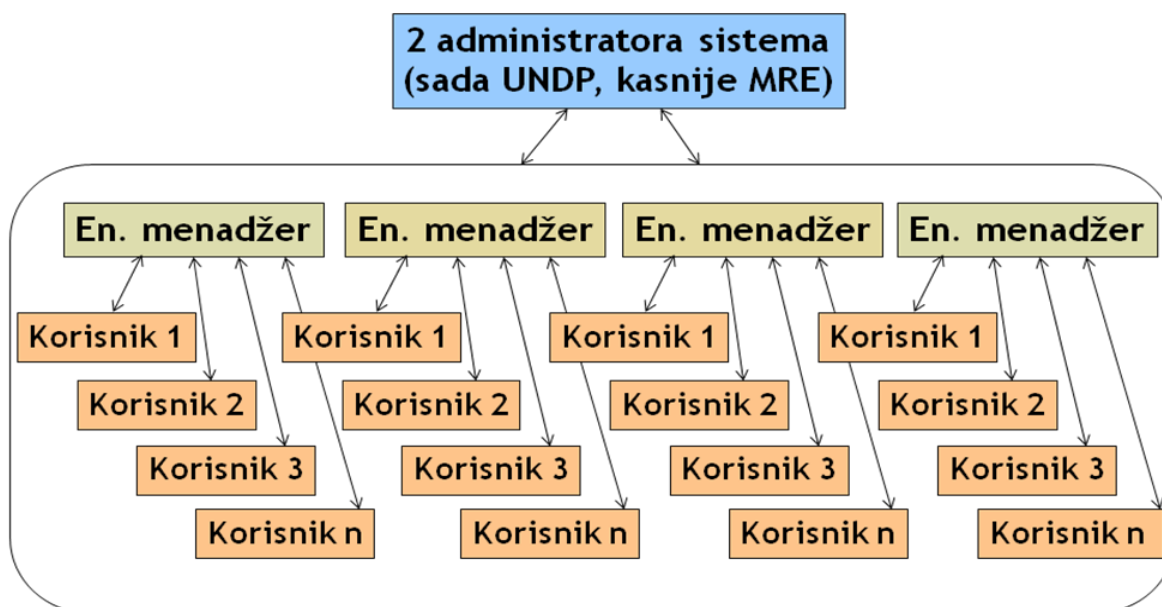 2 administratora sistema
(sada UNDP, kasnije MRE)
En. menadžer
En. menadžer
En. menadžer
En. menadžer
Korisnik 1
Korisnik 1
Korisnik 1
Korisnik 1
Korisnik 2
Korisnik 2
Korisnik 2
Korisnik 2
Korisnik 3
Korisnik 3
Korisnik 3
Korisnik 3
Korisnik n
Korisnik n
Korisnik n
Korisnik n